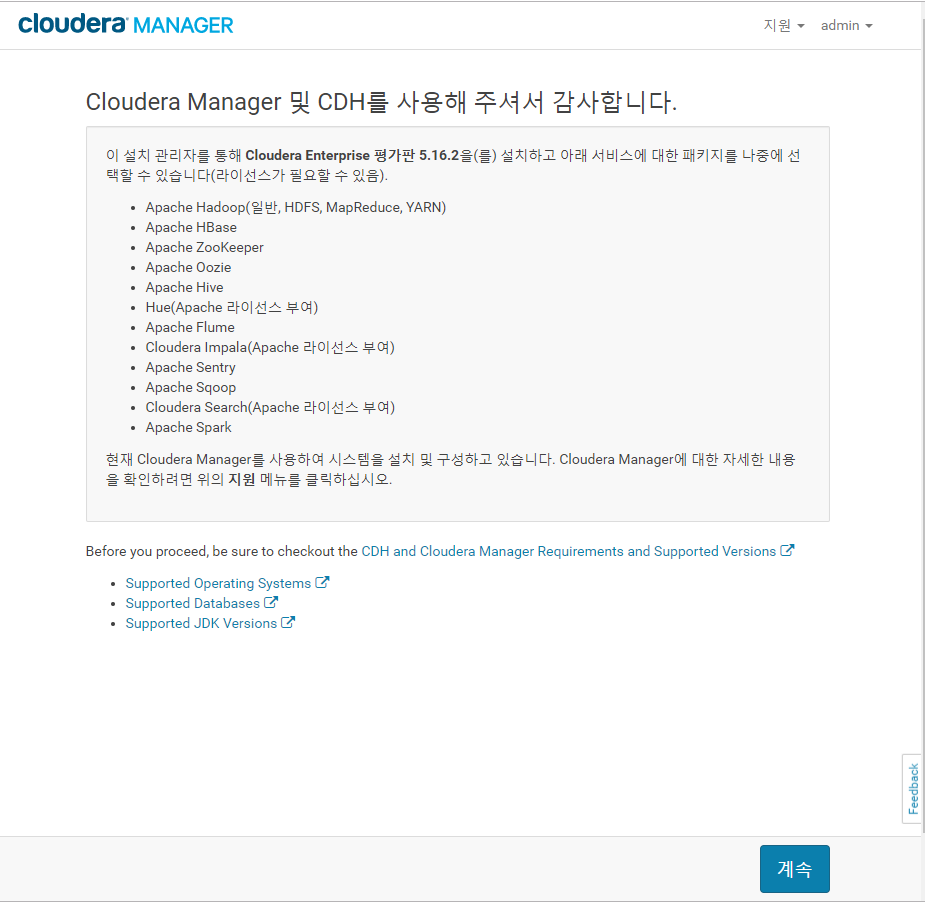 cloudera MANAGER
지원 admin
Cloudera Manager 및 CDH를 사용해 주셔서 감사합니다.
이 설치 관리자를 통해 Cloudera Enterprise 평가판 5.16.2을(를) 설치하고 아래 서비스에 대한 패키지를 나중에 선
택할 수 있습니다(라이선스가 필요할 수 있음).
• Apache Hadoop(일반, HDFS, MapReduce, YARN)
• Apache HBase
• Apache ZooKeeper
• Apache Oozie
• Apache Hive
• Hue(Apache 라이선스 부여)
• Apache Flume
• Cloudera Impala(Apache 라이선스 부여)
• Apache Sentry
• Apache Sqoop
• Cloudera Search(Apache 라이선스 부여)
• Apache Spark
현재 Cloudera Manager를 사용하여 시스템을 설치 및 구성하고 있습니다. Cloudera Manager에 대한 자세한 내용
을 확인하려면 위의 지원 메뉴를 클릭하십시오.
Before you proceed, be sure to checkout the CDH and Cloudera Manager Requirements and Supported Versions
• Supported Operating Systems
• Supported Databases
• Supported JDK Versions
Feedback
계속